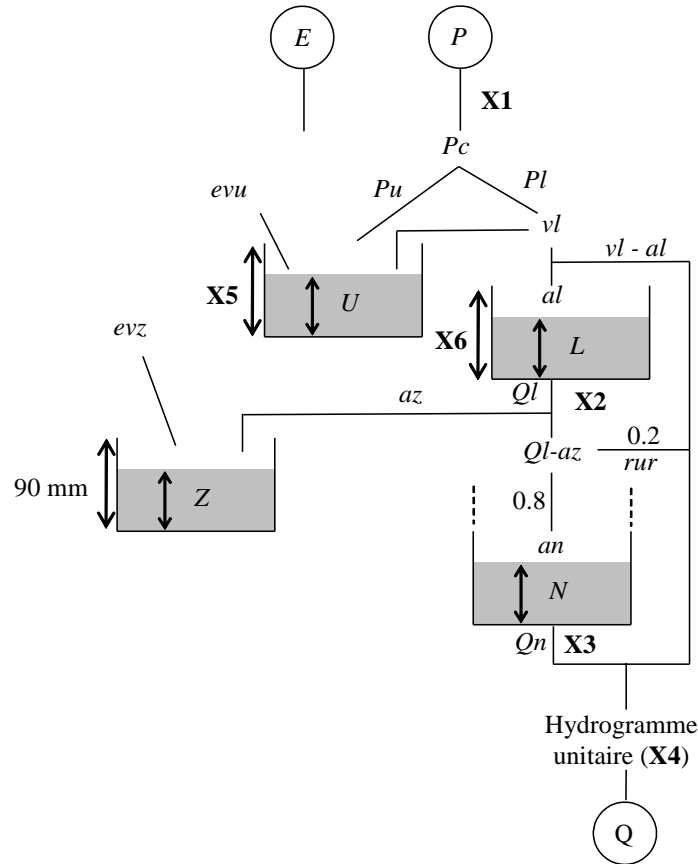 E
P
X1
Pc
Pu
Pl
evu
vl
vl - al
X5
U
al
X6
L
evz
Ql
X2
az
Ql-az
0.2
rur
90 mm
Z
0.8
an
N
Qn
X3
Hydrogramme
unitaire (X4)
Q